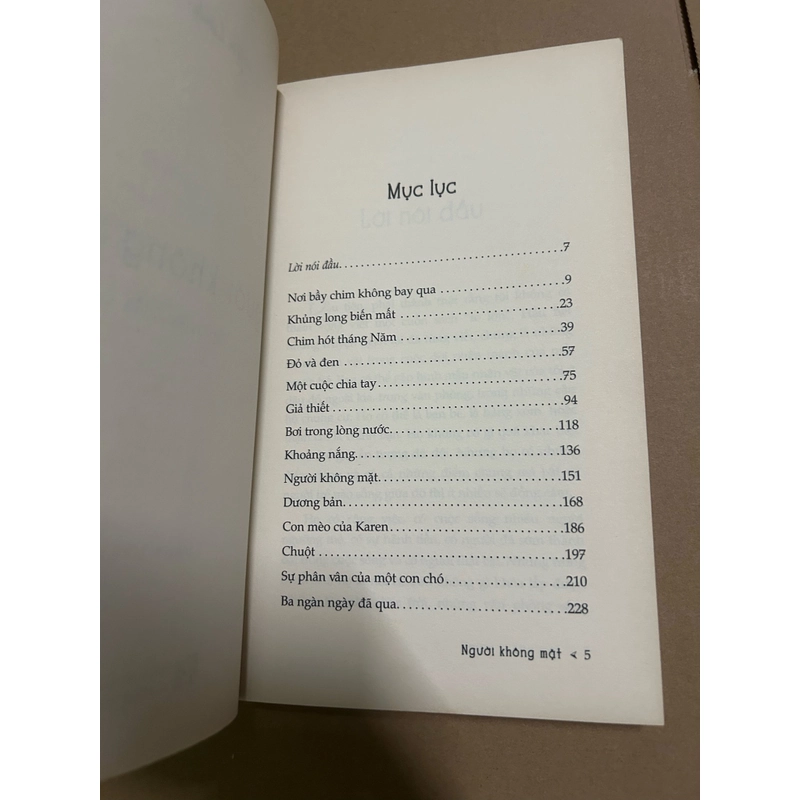 Mục lục
Lời nói đầu............................7
Nơi bầy chim không bay qua ....................9
Khủng long biến mất .........................23
Chim hót tháng Năm ........................39
Đỏ và đen .................................57
Một cuộc chia tay ...........................75
Giả thiết ..................................94
Bơi trong lòng nước.........................118
Khoảng nắng..............................136
Người không mặt...........................151
Dương bản................................168
Con mèo của Karen .........................186
Chuột ...................................197
Sự phân vân của một con chó .................210
Ba ngàn ngày đã qua.........................228
Người không mặt < 5